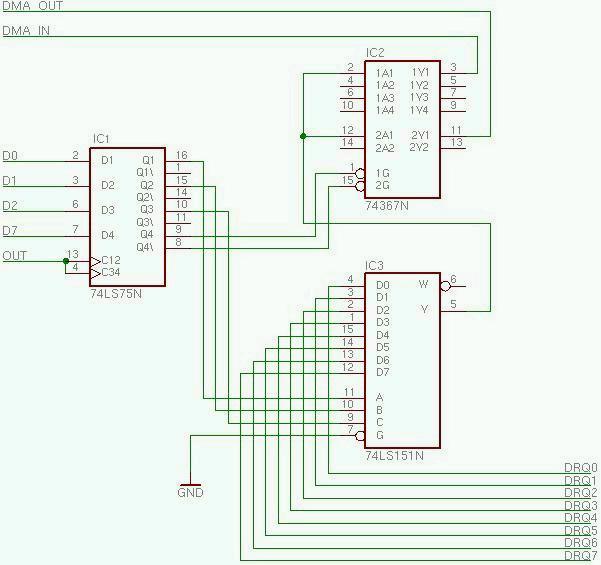 DMA OUT
DMA IN
IC2
2 1A1 1Y1 3
4 1A2 1Y2 5
6 1A3 1Y3 7
10 1A4 1Y4 9
12 2A1 2Y1 11
14 2A2 2Y2 13
1 1G
15 2G
74367N
IC1
D0 2 D1 Q1 16
Q1\ 1
D1 3 D2 Q2 15
Q2\ 14
D2 6 D3 Q3 10
Q3\ 11
D7 7 D4 Q4 9
Q4\ 8
OUT 13 C12
4 C34
74LS75N
IC3
4 D0 W 6
3 D1
2 D2 Y 5
1 D3
15 D4
14 D5
13 D6
12 D7
11 A
10 B
9 C
7 G
74LS151N
GND
DRQ0
DRQ1
DRQ2
DRQ3
DRQ4
DRQ5
DRQ6
DRQ7